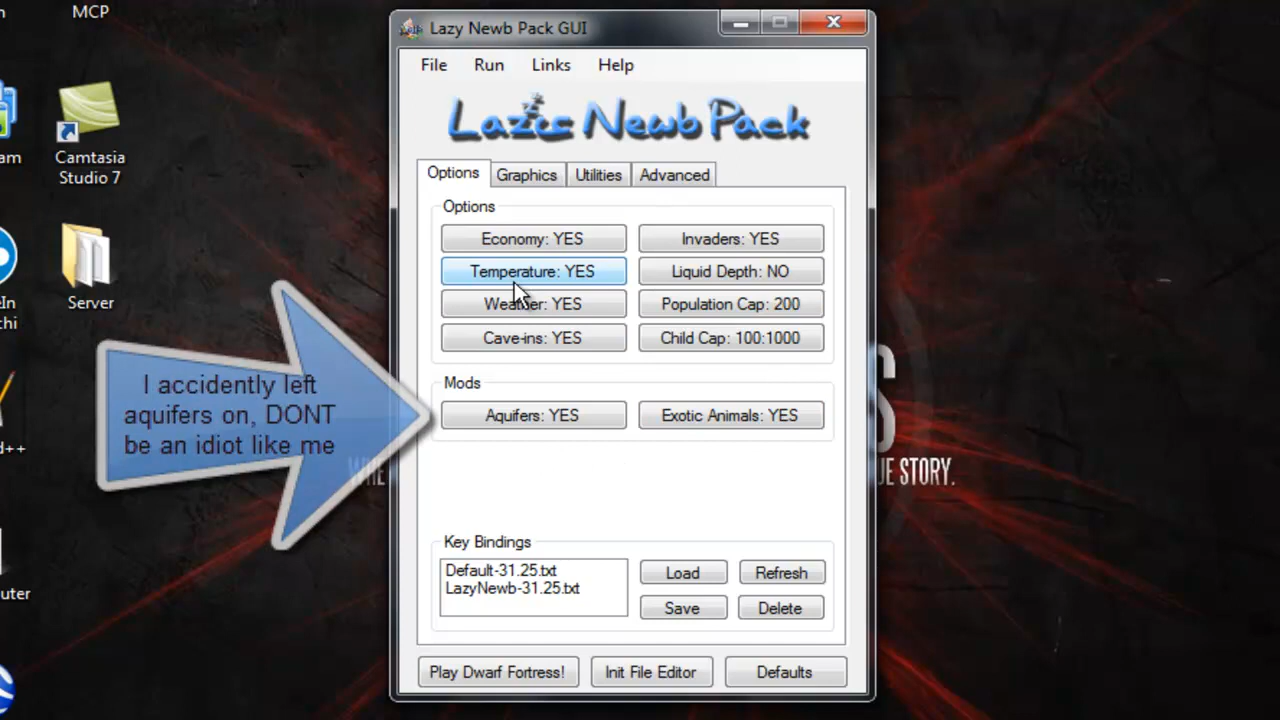 MCP
Camtasia
Studio 7
Server
am
eIn
chi
d++
uter
Lazy Newb Pack GUI
File Run Links Help
Lazy Newb Pack
Options Graphics Utilities Advanced
Options
Economy: YES Invaders: YES
Temperature: YES Liquid Depth: NO
Weather: YES Population Cap: 200
Cave-ins: YES Child Cap: 100:1000
Mods
Aquifers: YES Exotic Animals: YES
I accidently left
aquifers on, DONT
be an idiot like me
WHE UE STORY.
Key Bindings
Default-31.25.txt Load Refresh
LazyNewb-31.25.txt
Save Delete
Play Dwarf Fortress! Init File Editor Defaults